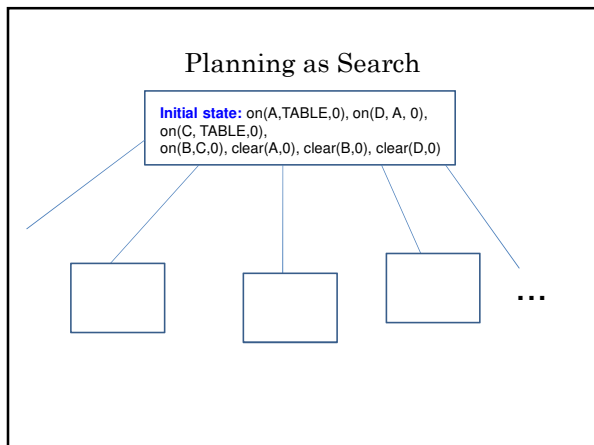 Planning as Search
Initial state: on(A,TABLE,0), on(D, A, 0),
on(C, TABLE,0),
on(B,C,0), clear(A,0), clear(B,0), clear(D,0)
...